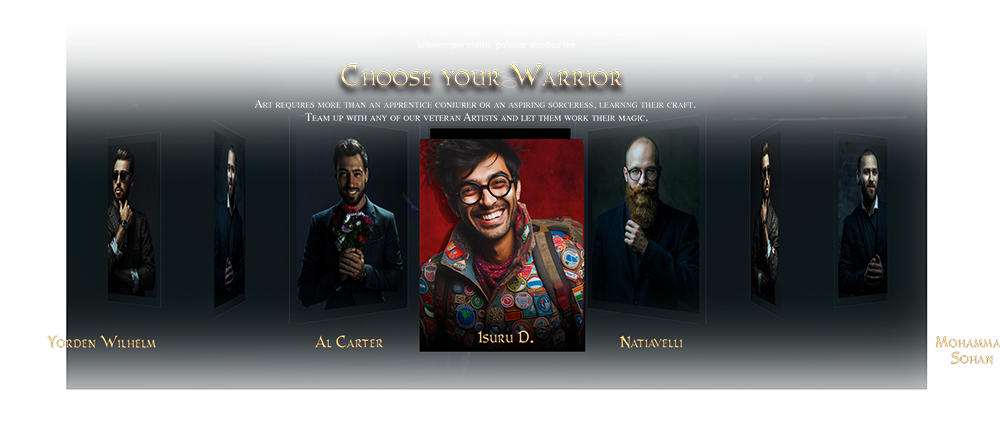 Choose your Warrior
Art requires more than an apprentice conjurer or an aspiring sorceress, learnng their craft.
Team up with any of our veteran Artists and let them work their magic.
Yorden Wilhelm
Al Carter
Isuru D.
Natiavelli
Mohamma
Sohan